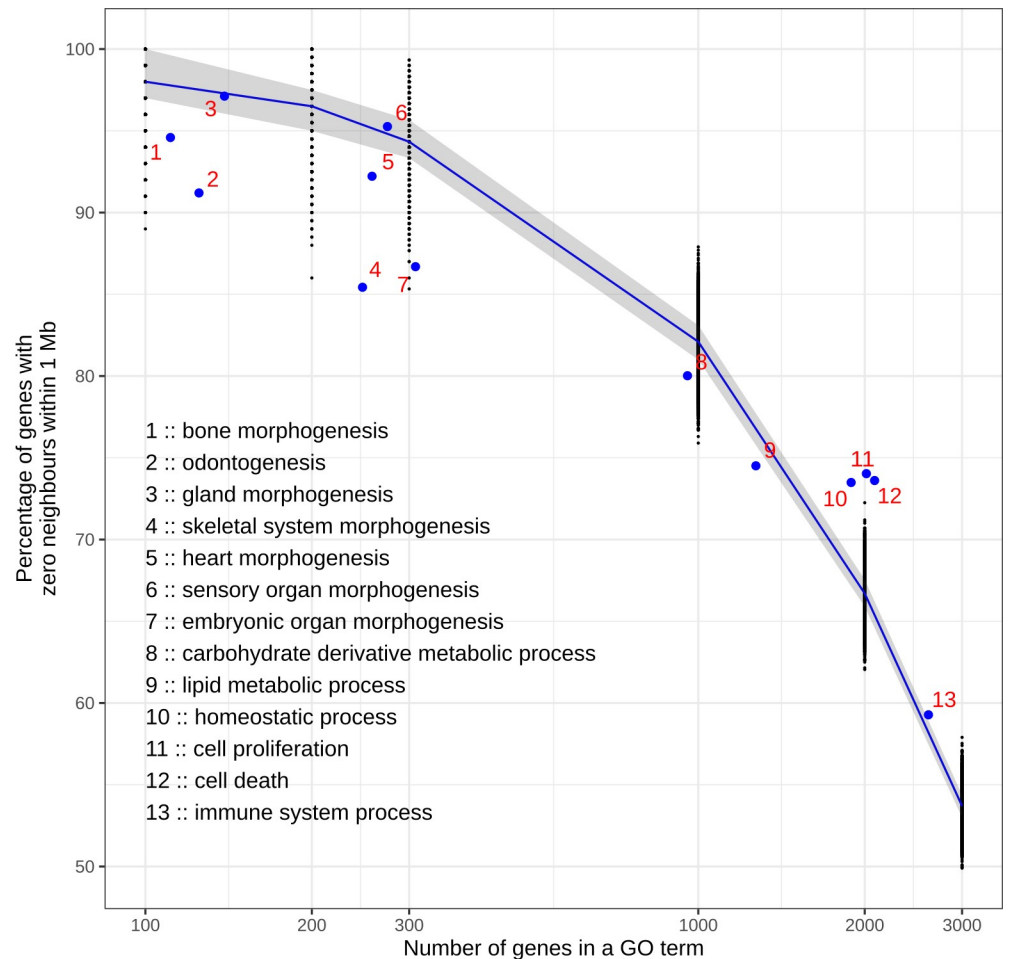 100
90
80
70
60
50
Percentage of genes with
zero neighbours within 1 Mb
3
6
1
2
5
4
7
8
9
11
10
12
13
1 :: bone morphogenesis
2 :: odontogenesis
3 :: gland morphogenesis
4 :: skeletal system morphogenesis
5 :: heart morphogenesis
6 :: sensory organ morphogenesis
7 :: embryonic organ morphogenesis
8 :: carbohydrate derivative metabolic process
9 :: lipid metabolic process
10 :: homeostatic process
11 :: cell proliferation
12 :: cell death
13 :: immune system process
100 200 300 1000 2000 3000
Number of genes in a GO term